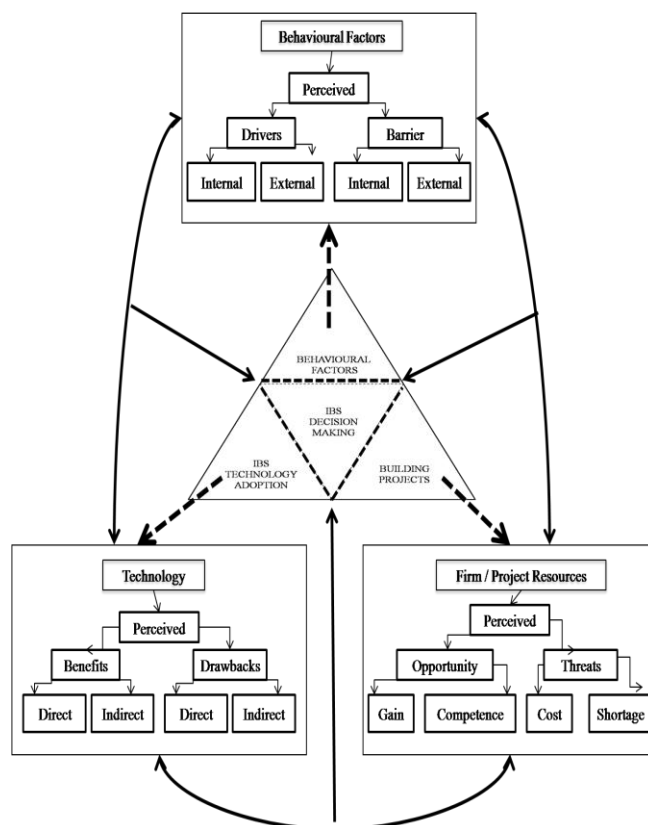 Behavioural Factors
Perceived
Drivers
Barrier
Internal
External
Internal
External
BEHAVIOURAL
FACTORS
IBS
DECISION
MAKING
IBS
TECHNOLOGY
ADOPTION
BUILDING
PROJECTS
Technology
Perceived
Benefits
Drawbacks
Direct
Indirect
Direct
Indirect
Firm / Project Resources
Perceived
Opportunity
Threats
Gain
Competence
Cost
Shortage